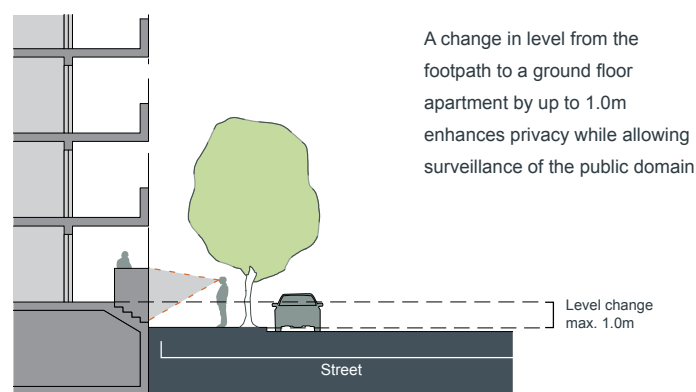 A change in level from the
footpath to a ground floor
apartment by up to 1.0m
enhances privacy while allowing
surveillance of the public domain
Level change
max. 1.0m
Street